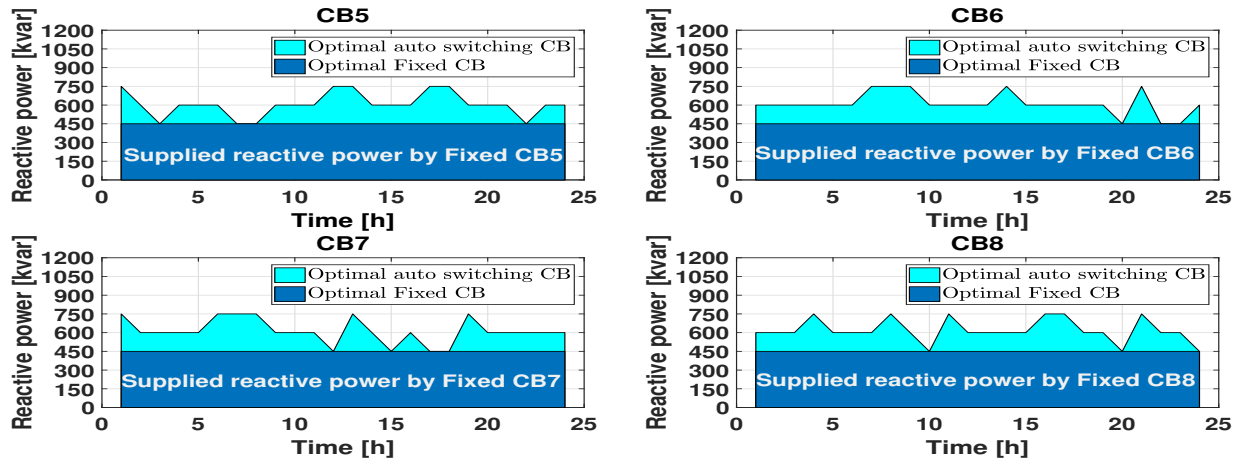 CB5
Reactive power [kvar]
1200
1050
900
750
600
450
300
150
0
Optimal auto switching CB
Optimal Fixed CB
Supplied reactive power by Fixed CB5
0 5 10 15 20 25
Time [h]
CB6
Reactive power [kvar]
1200
1050
900
750
600
450
300
150
0
Optimal auto switching CB
Optimal Fixed CB
Supplied reactive power by Fixed CB6
0 5 10 15 20 25
Time [h]
CB7
Reactive power [kvar]
1200
1050
900
750
600
450
300
150
0
Optimal auto switching CB
Optimal Fixed CB
Supplied reactive power by Fixed CB7
0 5 10 15 20 25
Time [h]
CB8
Reactive power [kvar]
1200
1050
900
750
600
450
300
150
0
Optimal auto switching CB
Optimal Fixed CB
Supplied reactive power by Fixed CB8
0 5 10 15 20 25
Time [h]